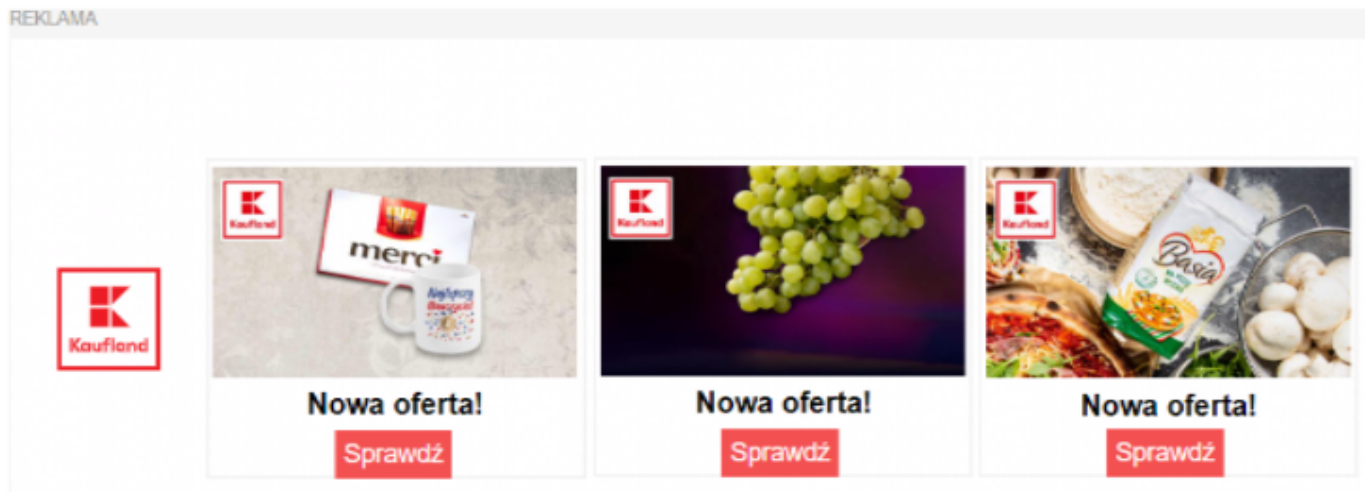 REKLAMA
Kaufland
Kaufland
merci
Nowa oferta!
Sprawdź
Kaufland
Nowa oferta!
Sprawdź
Kaufland
Basia
Nowa oferta!
Sprawdź